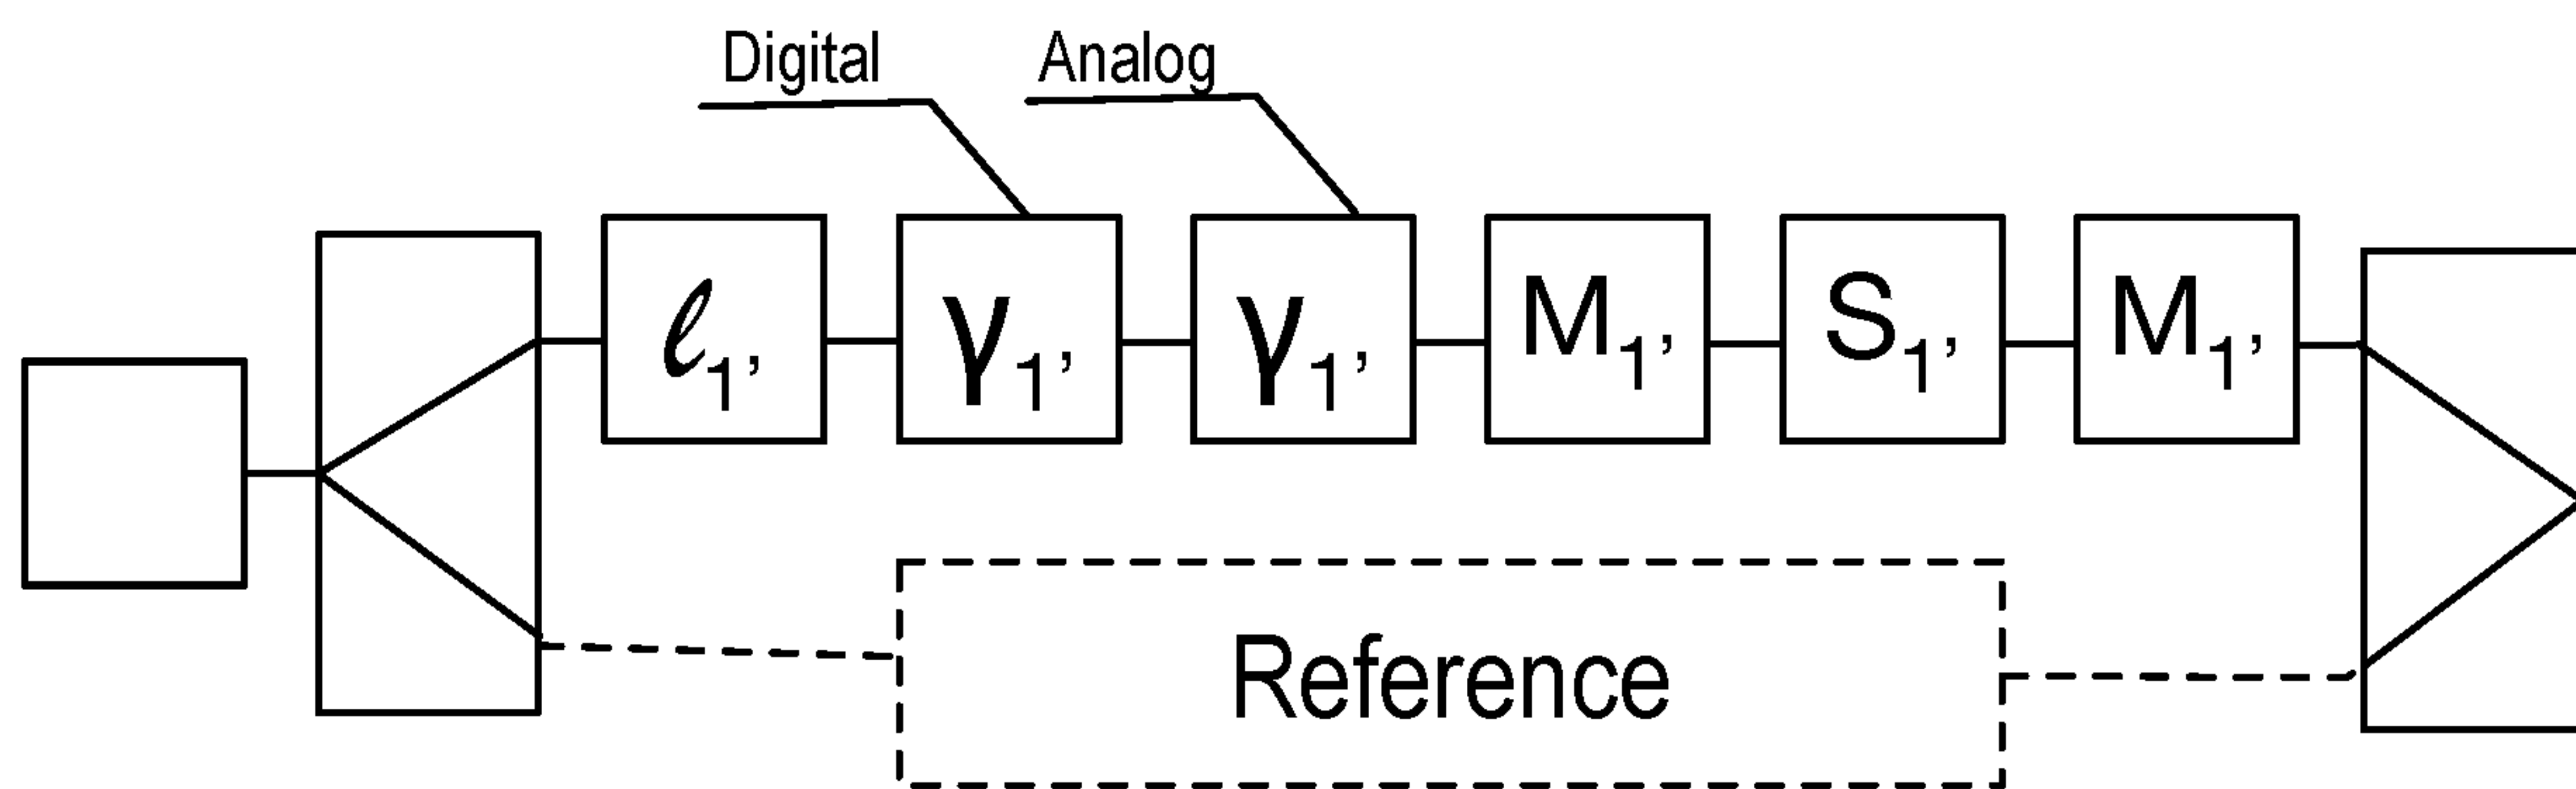 Digital Analog
ℓ₁, γ₁, γ₁, M₁, S₁, M₁,
Reference